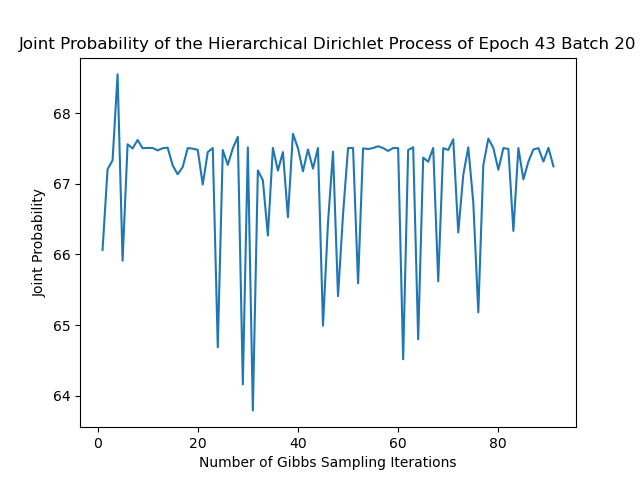 Joint Probability of the Hierarchical Dirichlet Process of Epoch 43 Batch 20
68
67
66
65
64
Joint Probability
0 20 40 60 80
Number of Gibbs Sampling Iterations